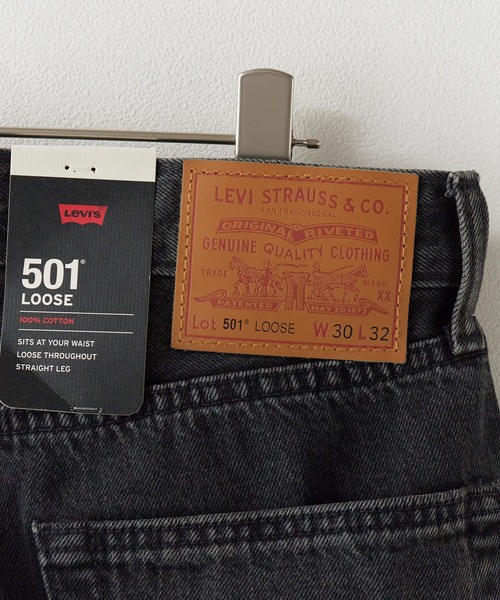 Levi's
501®
LOOSE
100% COTTON
SITS AT YOUR WAIST
LOOSE THROUGHOUT
STRAIGHT LEG
LEVI STRAUSS & CO.
SAN FRANCISCO, CAL.
ORIGINAL RIVETED
GENUINE QUALITY CLOTHING
TRADE MARK
XX
PATENTED MAY 20 1873
Lot 501® LOOSE W 30 L 32